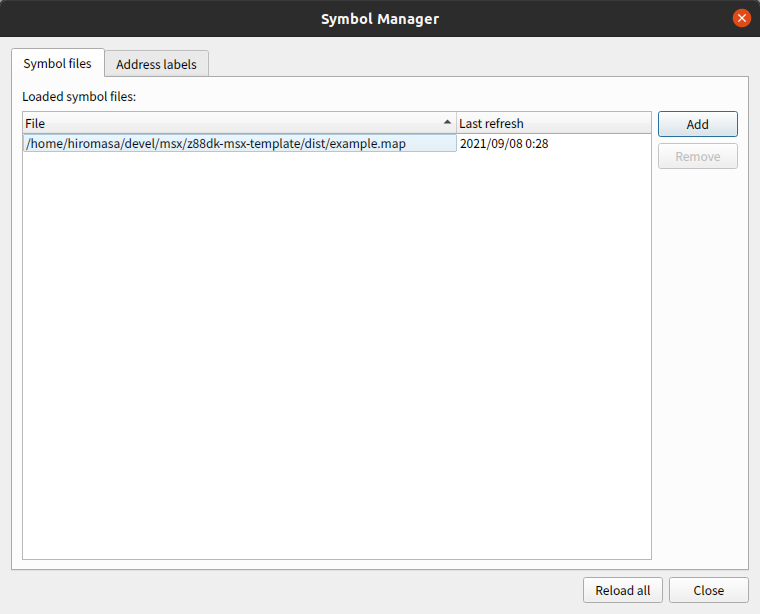 Symbol Manager
Symbol files
Address labels
Loaded symbol files:
File
Last refresh
/home/hiromasa/devel/msx/z88dk-msx-template/dist/example.map
2021/09/08 0:28
Add
Remove
Reload all
Close